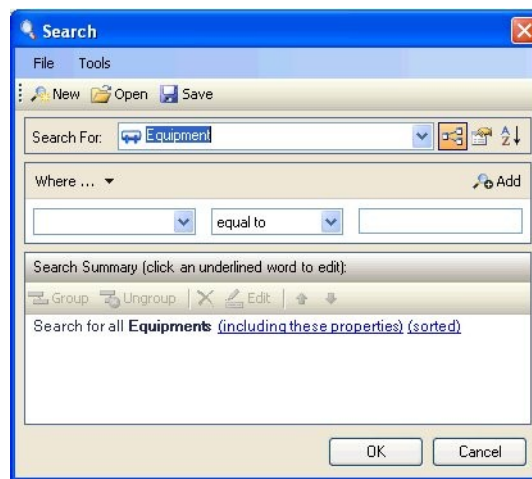 Search
File Tools
New Open Save
Search For: Equipment
Where ... Add
equal to
Search Summary (click an underlined word to edit):
Group Ungroup Edit
Search for all Equipments (including these properties) (sorted)
OK Cancel